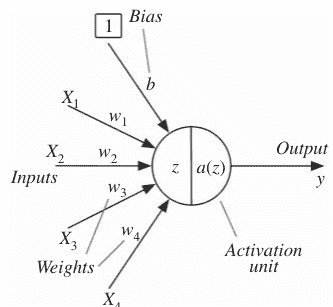 Bias
1
b
X1
w1
X2
w2
Inputs
w3
X3
w4
Weights
X4
z
a(z)
Output
y
Activation
unit